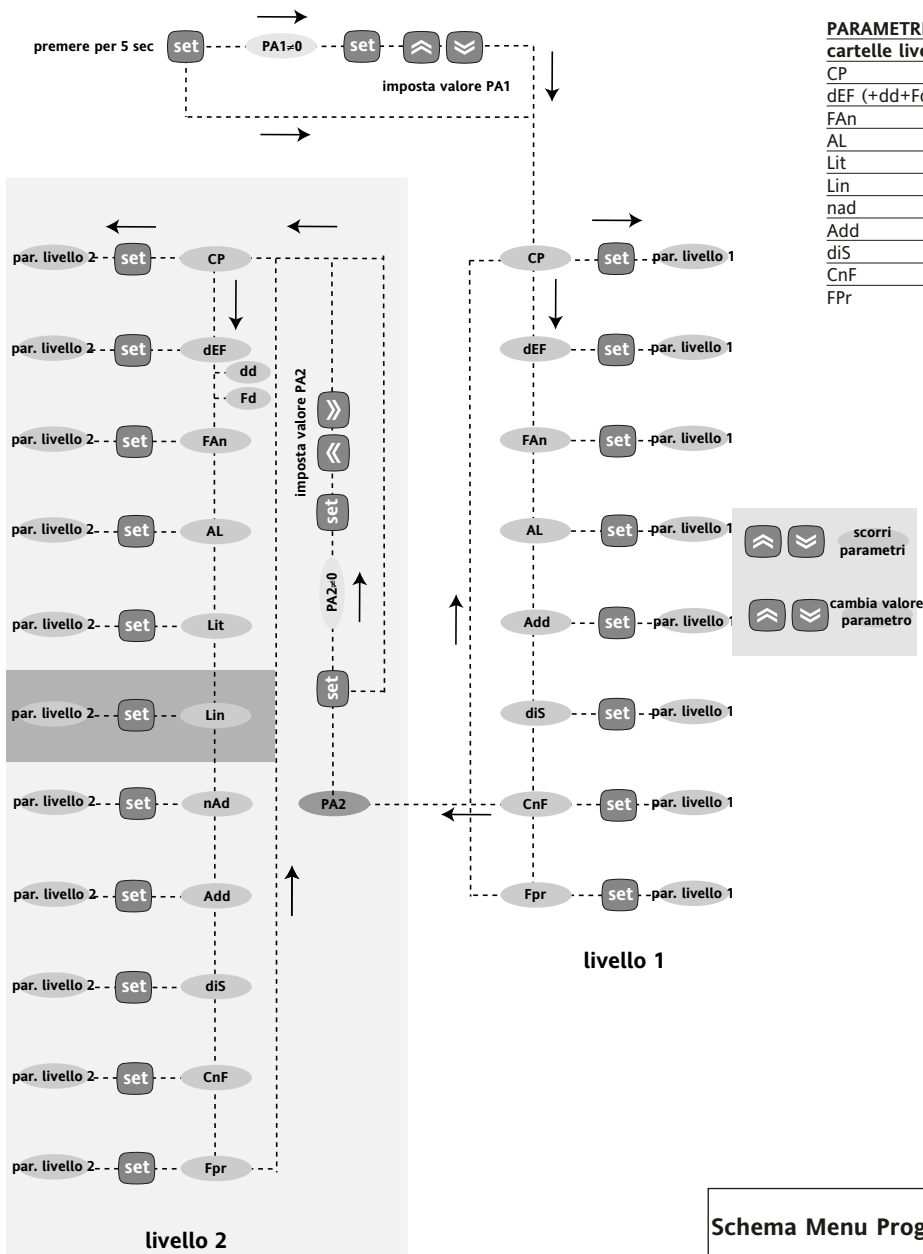 premere per 5 sec set PA1≠0 set
imposta valore PA1
PARAMETRI
cartelle live
CP
dEF (+dd+Fd
FAn
AL
Lit
Lin
nad
Add
diS
CnF
FPr
par. livello 2 set CP
par. livello 2 set dEF
dd
Fd
par. livello 2 set FAn
par. livello 2 set AL
par. livello 2 set Lit
par. livello 2 set Lin
par. livello 2 set nAd
par. livello 2 set Add
par. livello 2 set diS
par. livello 2 set CnF
par. livello 2 set Fpr
livello 2
imposta valore PA2
set
PA2≠0
set
PA2
CP set par. livello 1
dEF set par. livello 1
FAn set par. livello 1
AL set par. livello 1
Add set par. livello 1
diS set par. livello 1
CnF set par. livello 1
Fpr set par. livello 1
livello 1
scorri
parametri
cambia valore
parametro
Schema Menu Prog